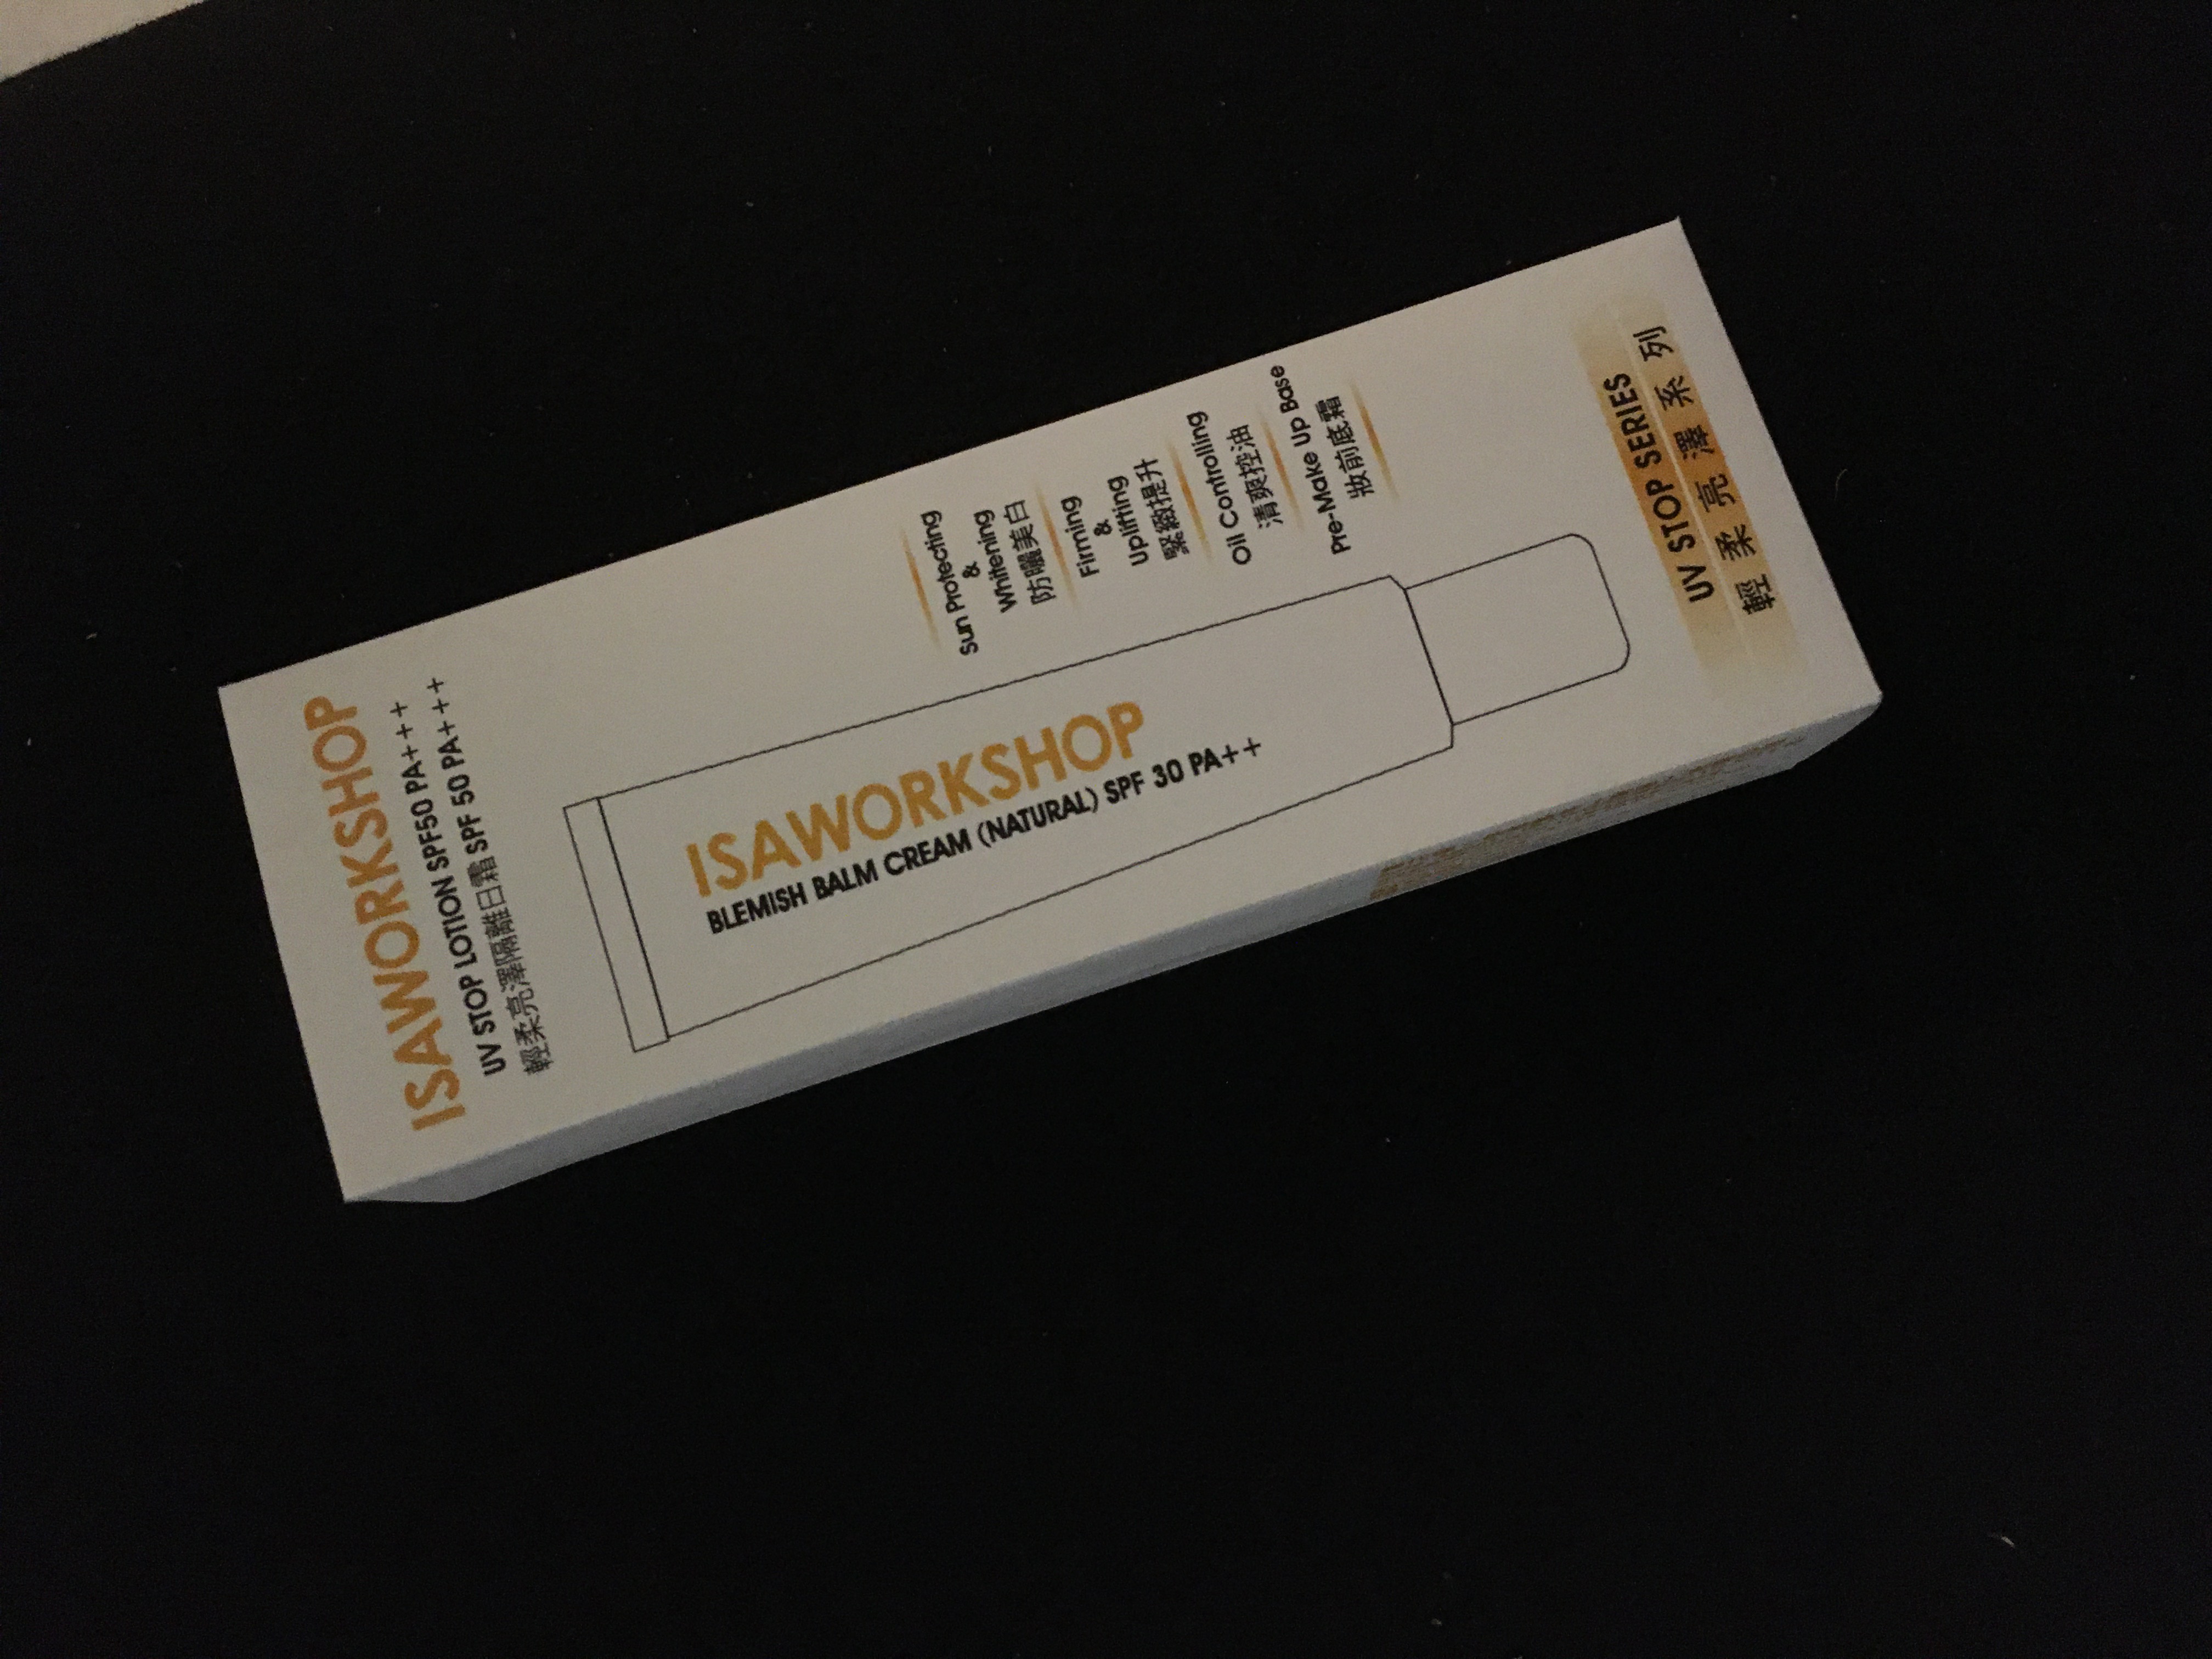 ISAWORKSHOP
UV STOP LOTION SPF50 PA+++
輕柔亮澤隔離日霜 SPF 50 PA+++
ISAWORKSHOP
BLEMISH BALM CREAM (NATURAL) SPF 30 PA++
Sun Protecting
&
Whitening
防曬美白
Firming
&
Uplifting
緊緻提升
Oil Controlling
清爽控油
Pre-Make Up Base
妝前底霜
UV STOP SERIES
輕柔亮澤系列